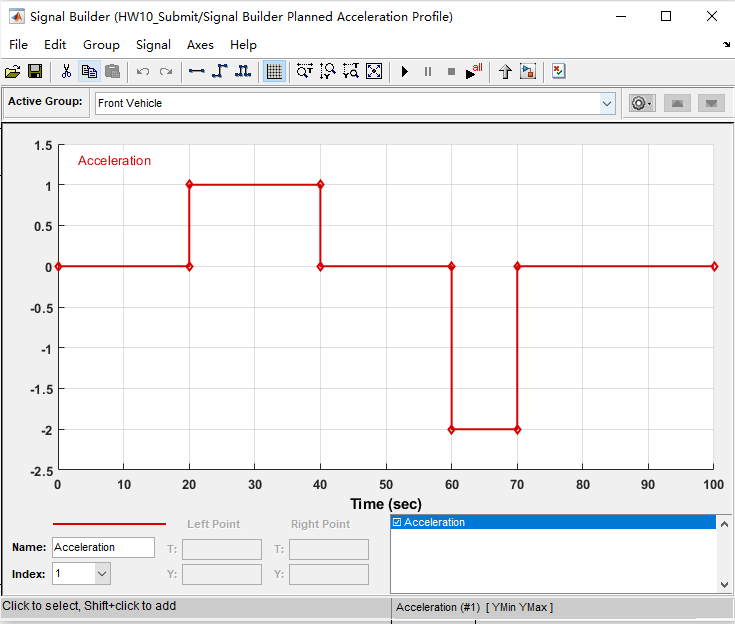 Signal Builder (HW10_Submit/Signal Builder Planned Acceleration Profile)
File Edit Group Signal Axes Help
all
Active Group: Front Vehicle
1.5
Acceleration
1
0.5
0
-0.5
-1
-1.5
-2
-2.5
0 10 20 30 40 50 60 70 80 90 100
Time (sec)
Left Point Right Point
Acceleration
Name: Acceleration T: T:
Index: 1 Y: Y:
Click to select, Shift+click to add
Acceleration (#1) [ YMin YMax ]